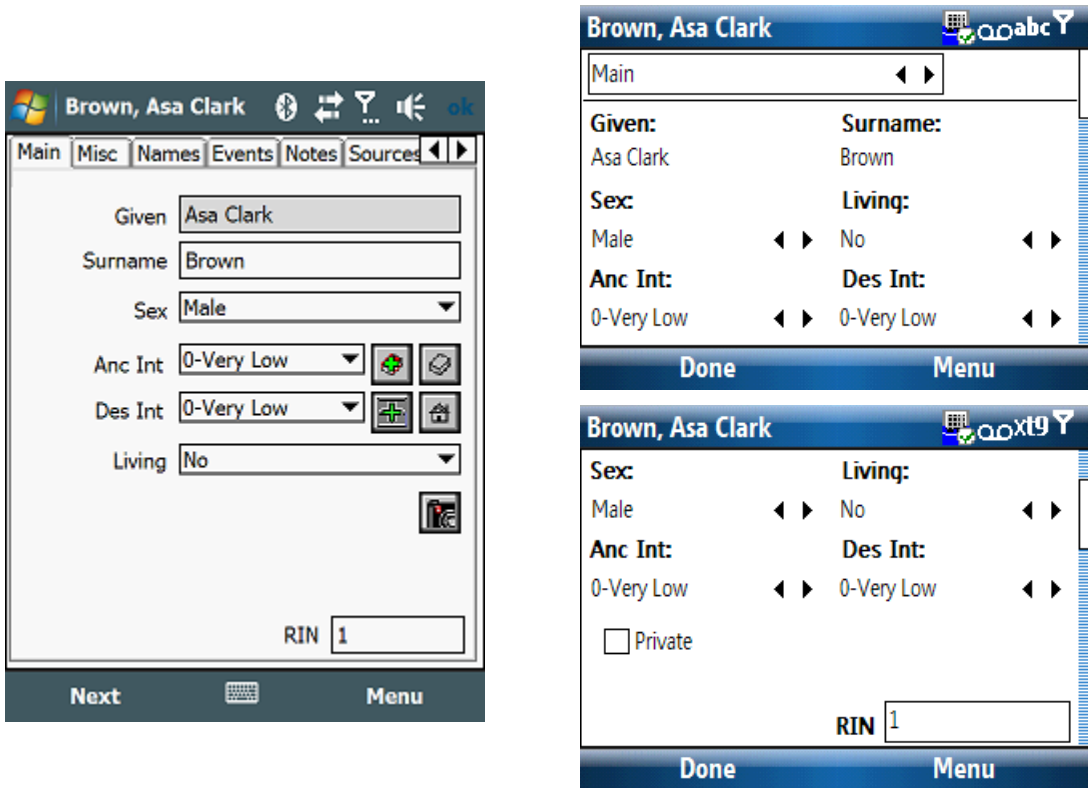 Brown, Asa Clark ok
Main Misc Names Events Notes Sources
Given Asa Clark
Surname Brown
Sex Male
Anc Int 0-Very Low
Des Int 0-Very Low
Living No
RIN 1
Next Menu
Brown, Asa Clark abc
Main
Given: Surname:
Asa Clark Brown
Sex: Living:
Male No
Anc Int: Des Int:
0-Very Low 0-Very Low
Done Menu
Brown, Asa Clark xt9
Sex: Living:
Male No
Anc Int: Des Int:
0-Very Low 0-Very Low
Private
RIN 1
Done Menu